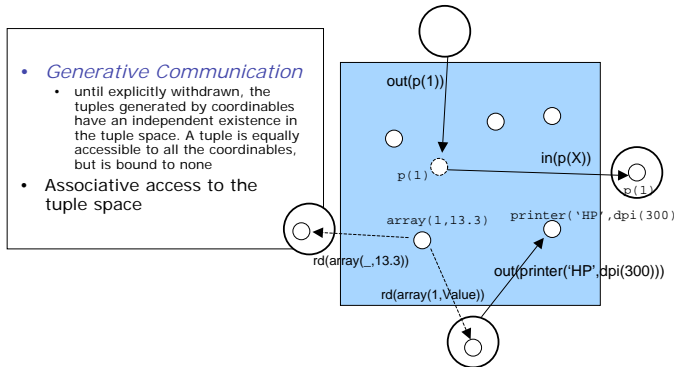 • Generative Communication
• until explicitly withdrawn, the
tuples generated by coordinables
have an independent existence in
the tuple space. A tuple is equally
accessible to all the coordinables,
but is bound to none
• Associative access to the
tuple space
out(p(1))
in(p(X))
p(1)
p(1)
array(1,13.3)
printer(‘HP’,dpi(300)
rd(array(_,13.3))
out(printer(‘HP’,dpi(300)))
rd(array(1,Value))